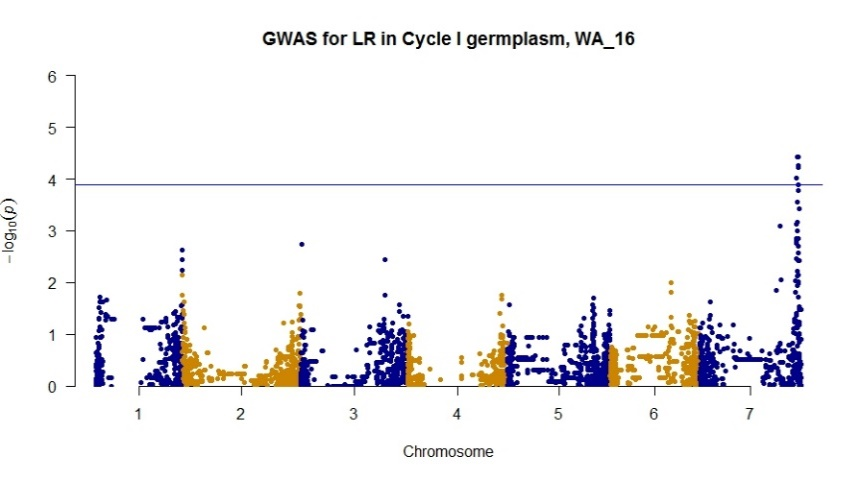 GWAS for LR in Cycle I germplasm, WA_16
6
5
4
3
2
1
0
−log10(p)
1 2 3 4 5 6 7
Chromosome